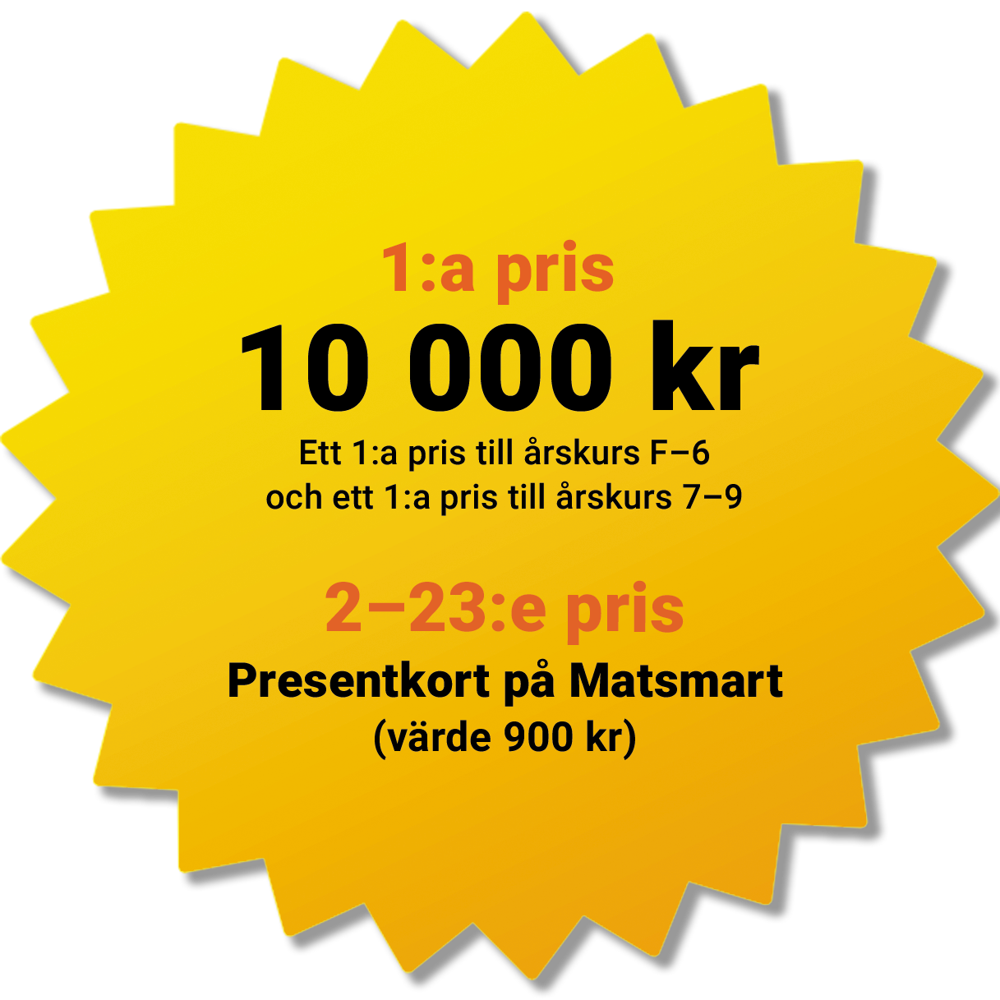 1:a pris
10 000 kr
Ett 1:a pris till årskurs F–6
och ett 1:a pris till årskurs 7–9
2–23:e pris
Presentkort på Matsmart
(värde 900 kr)